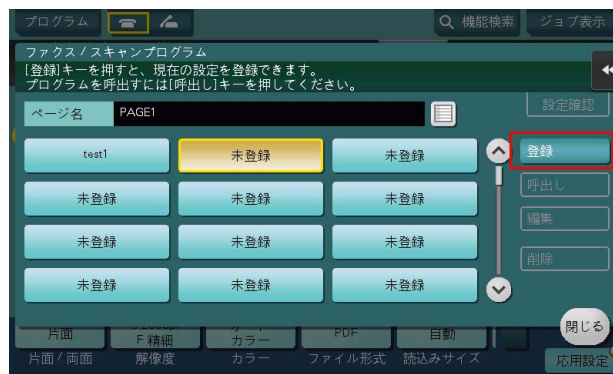 プログラム
機能検索
ジョブ表示
ファクス/スキャンプログラム
[登録]キーを押すと、現在の設定を登録できます。
プログラムを呼出すには[呼出し]キーを押してください。
ページ名 PAGE1
設定確認
test1 未登録 未登録
登録
未登録 未登録 未登録
呼出し
編集
未登録 未登録 未登録
削除
未登録 未登録 未登録
閉じる
片面 F 精細 カラー PDF 自動
片面/両面 解像度 カラー ファイル形式 読込みサイズ
応用設定